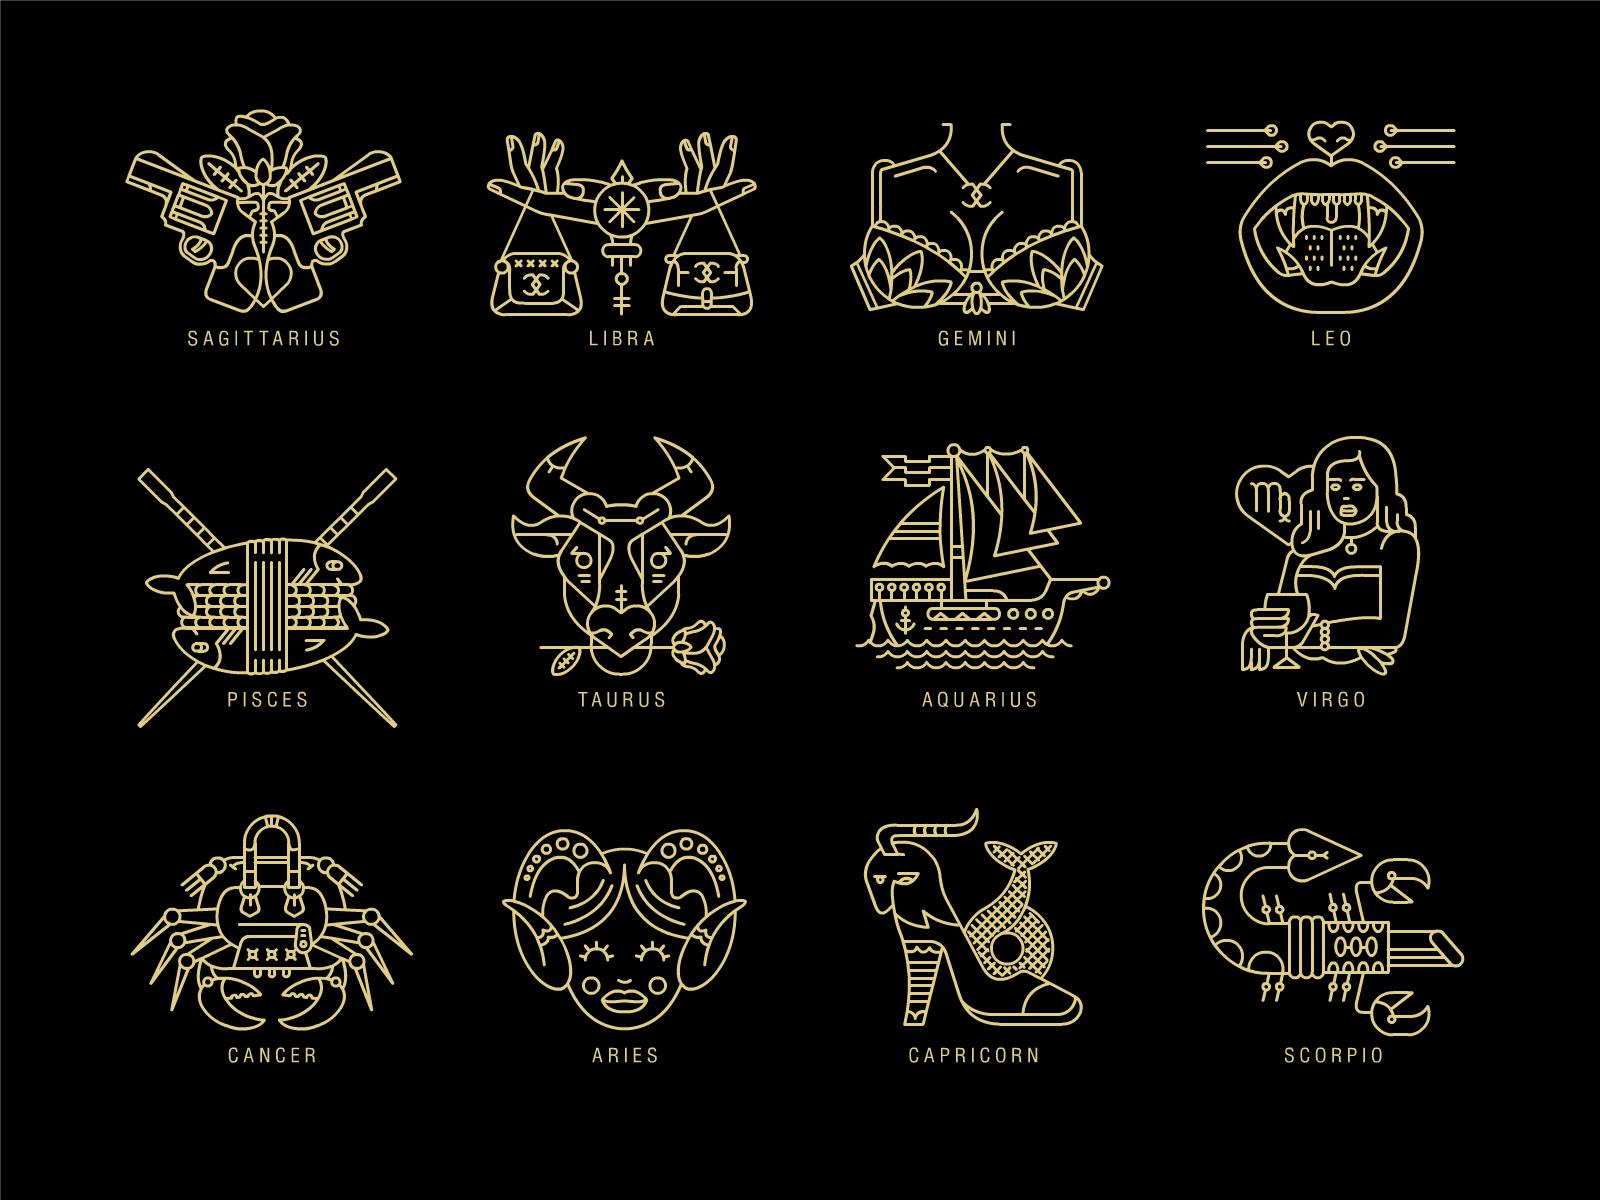 SAGITTARIUS
LIBRA
GEMINI
LEO
PISCES
TAURUS
AQUARIUS
VIRGO
CANCER
ARIES
CAPRICORN
SCORPIO